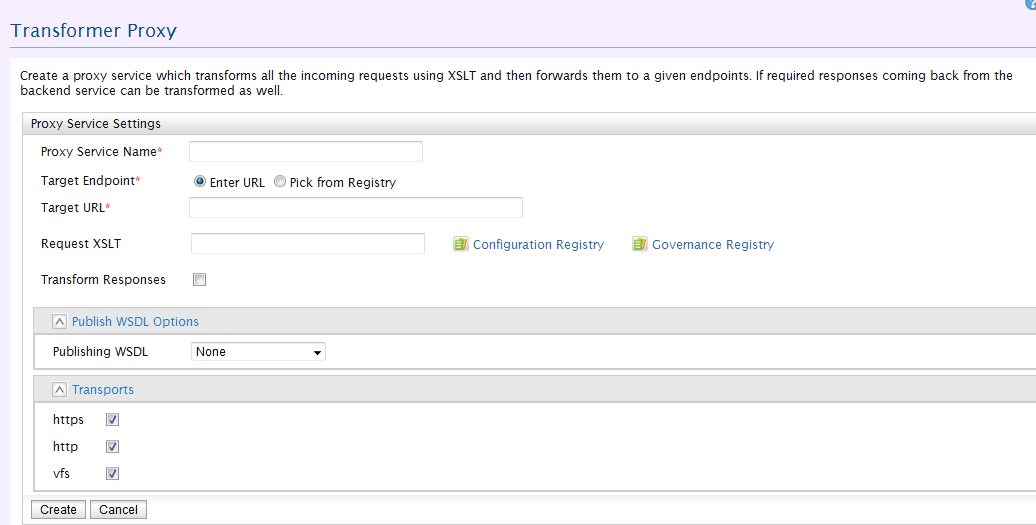 Transformer Proxy
Create a proxy service which transforms all the incoming requests using XSLT and then forwards them to a given endpoints. If required responses coming back from the
backend service can be transformed as well.
Proxy Service Settings
Proxy Service Name*
Target Endpoint* Enter URL Pick from Registry
Target URL*
Request XSLT Configuration Registry Governance Registry
Transform Responses
Publish WSDL Options
Publishing WSDL None
Transports
https
http
vfs
Create Cancel